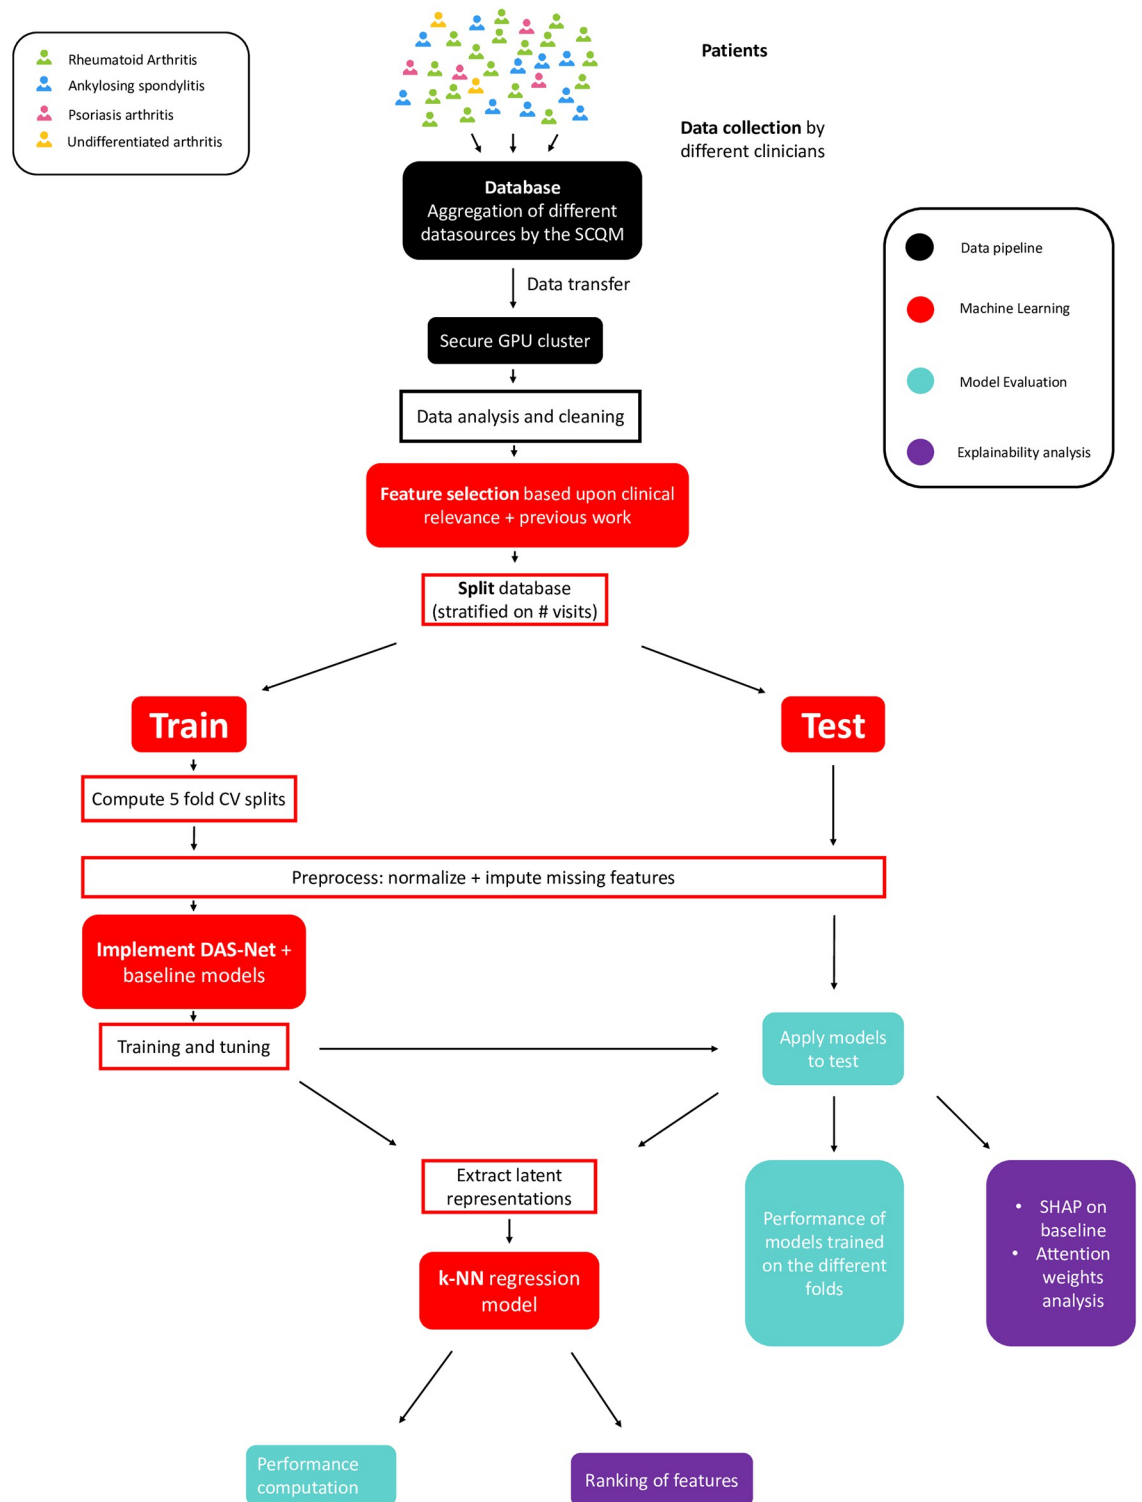 Rheumatoid Arthritis
Ankylosing spondylitis
Psoriasis arthritis
Undifferentiated arthritis
Patients
Data collection by
different clinicians
Database
Aggregation of different
datasources by the SCQM
Data transfer
Secure GPU cluster
Data analysis and cleaning
Feature selection based upon clinical
relevance + previous work
Split database
(stratified on # visits)
Data pipeline
Machine Learning
Model Evaluation
Explainability analysis
Train
Test
Compute 5 fold CV splits
Preprocess: normalize + impute missing features
Implement DAS-Net +
baseline models
Training and tuning
Apply models
to test
Extract latent
representations
k-NN regression
model
Performance of
models trained
on the different
folds
• SHAP on
baseline
• Attention
weights
analysis
Performance
computation
Ranking of features